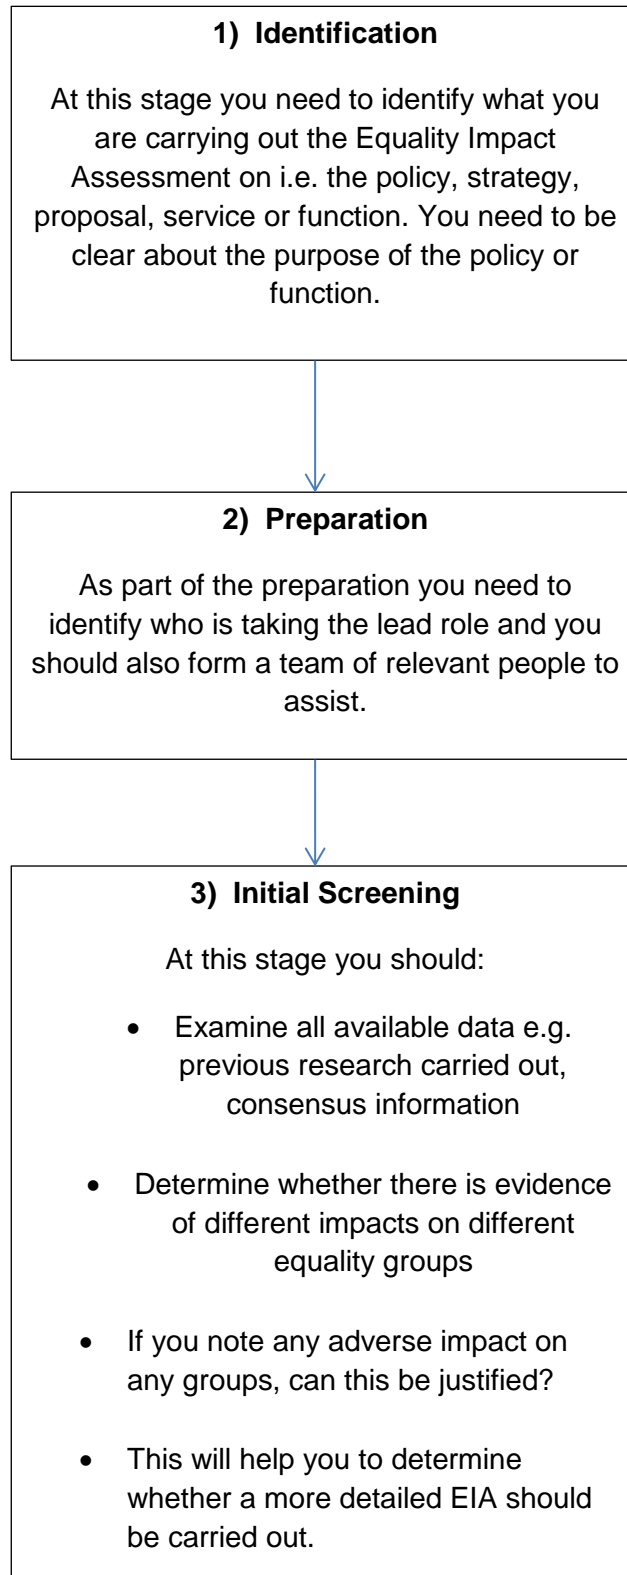 1) Identification
At this stage you need to identify what you
are carrying out the Equality Impact
Assessment on i.e. the policy, strategy,
proposal, service or function. You need to be
clear about the purpose of the policy or
function.
2) Preparation
As part of the preparation you need to
identify who is taking the lead role and you
should also form a team of relevant people to
assist.
3) Initial Screening
At this stage you should:
• Examine all available data e.g.
previous research carried out,
consensus information
• Determine whether there is evidence
of different impacts on different
equality groups
• If you note any adverse impact on
any groups, can this be justified?
• This will help you to determine
whether a more detailed EIA should
be carried out.